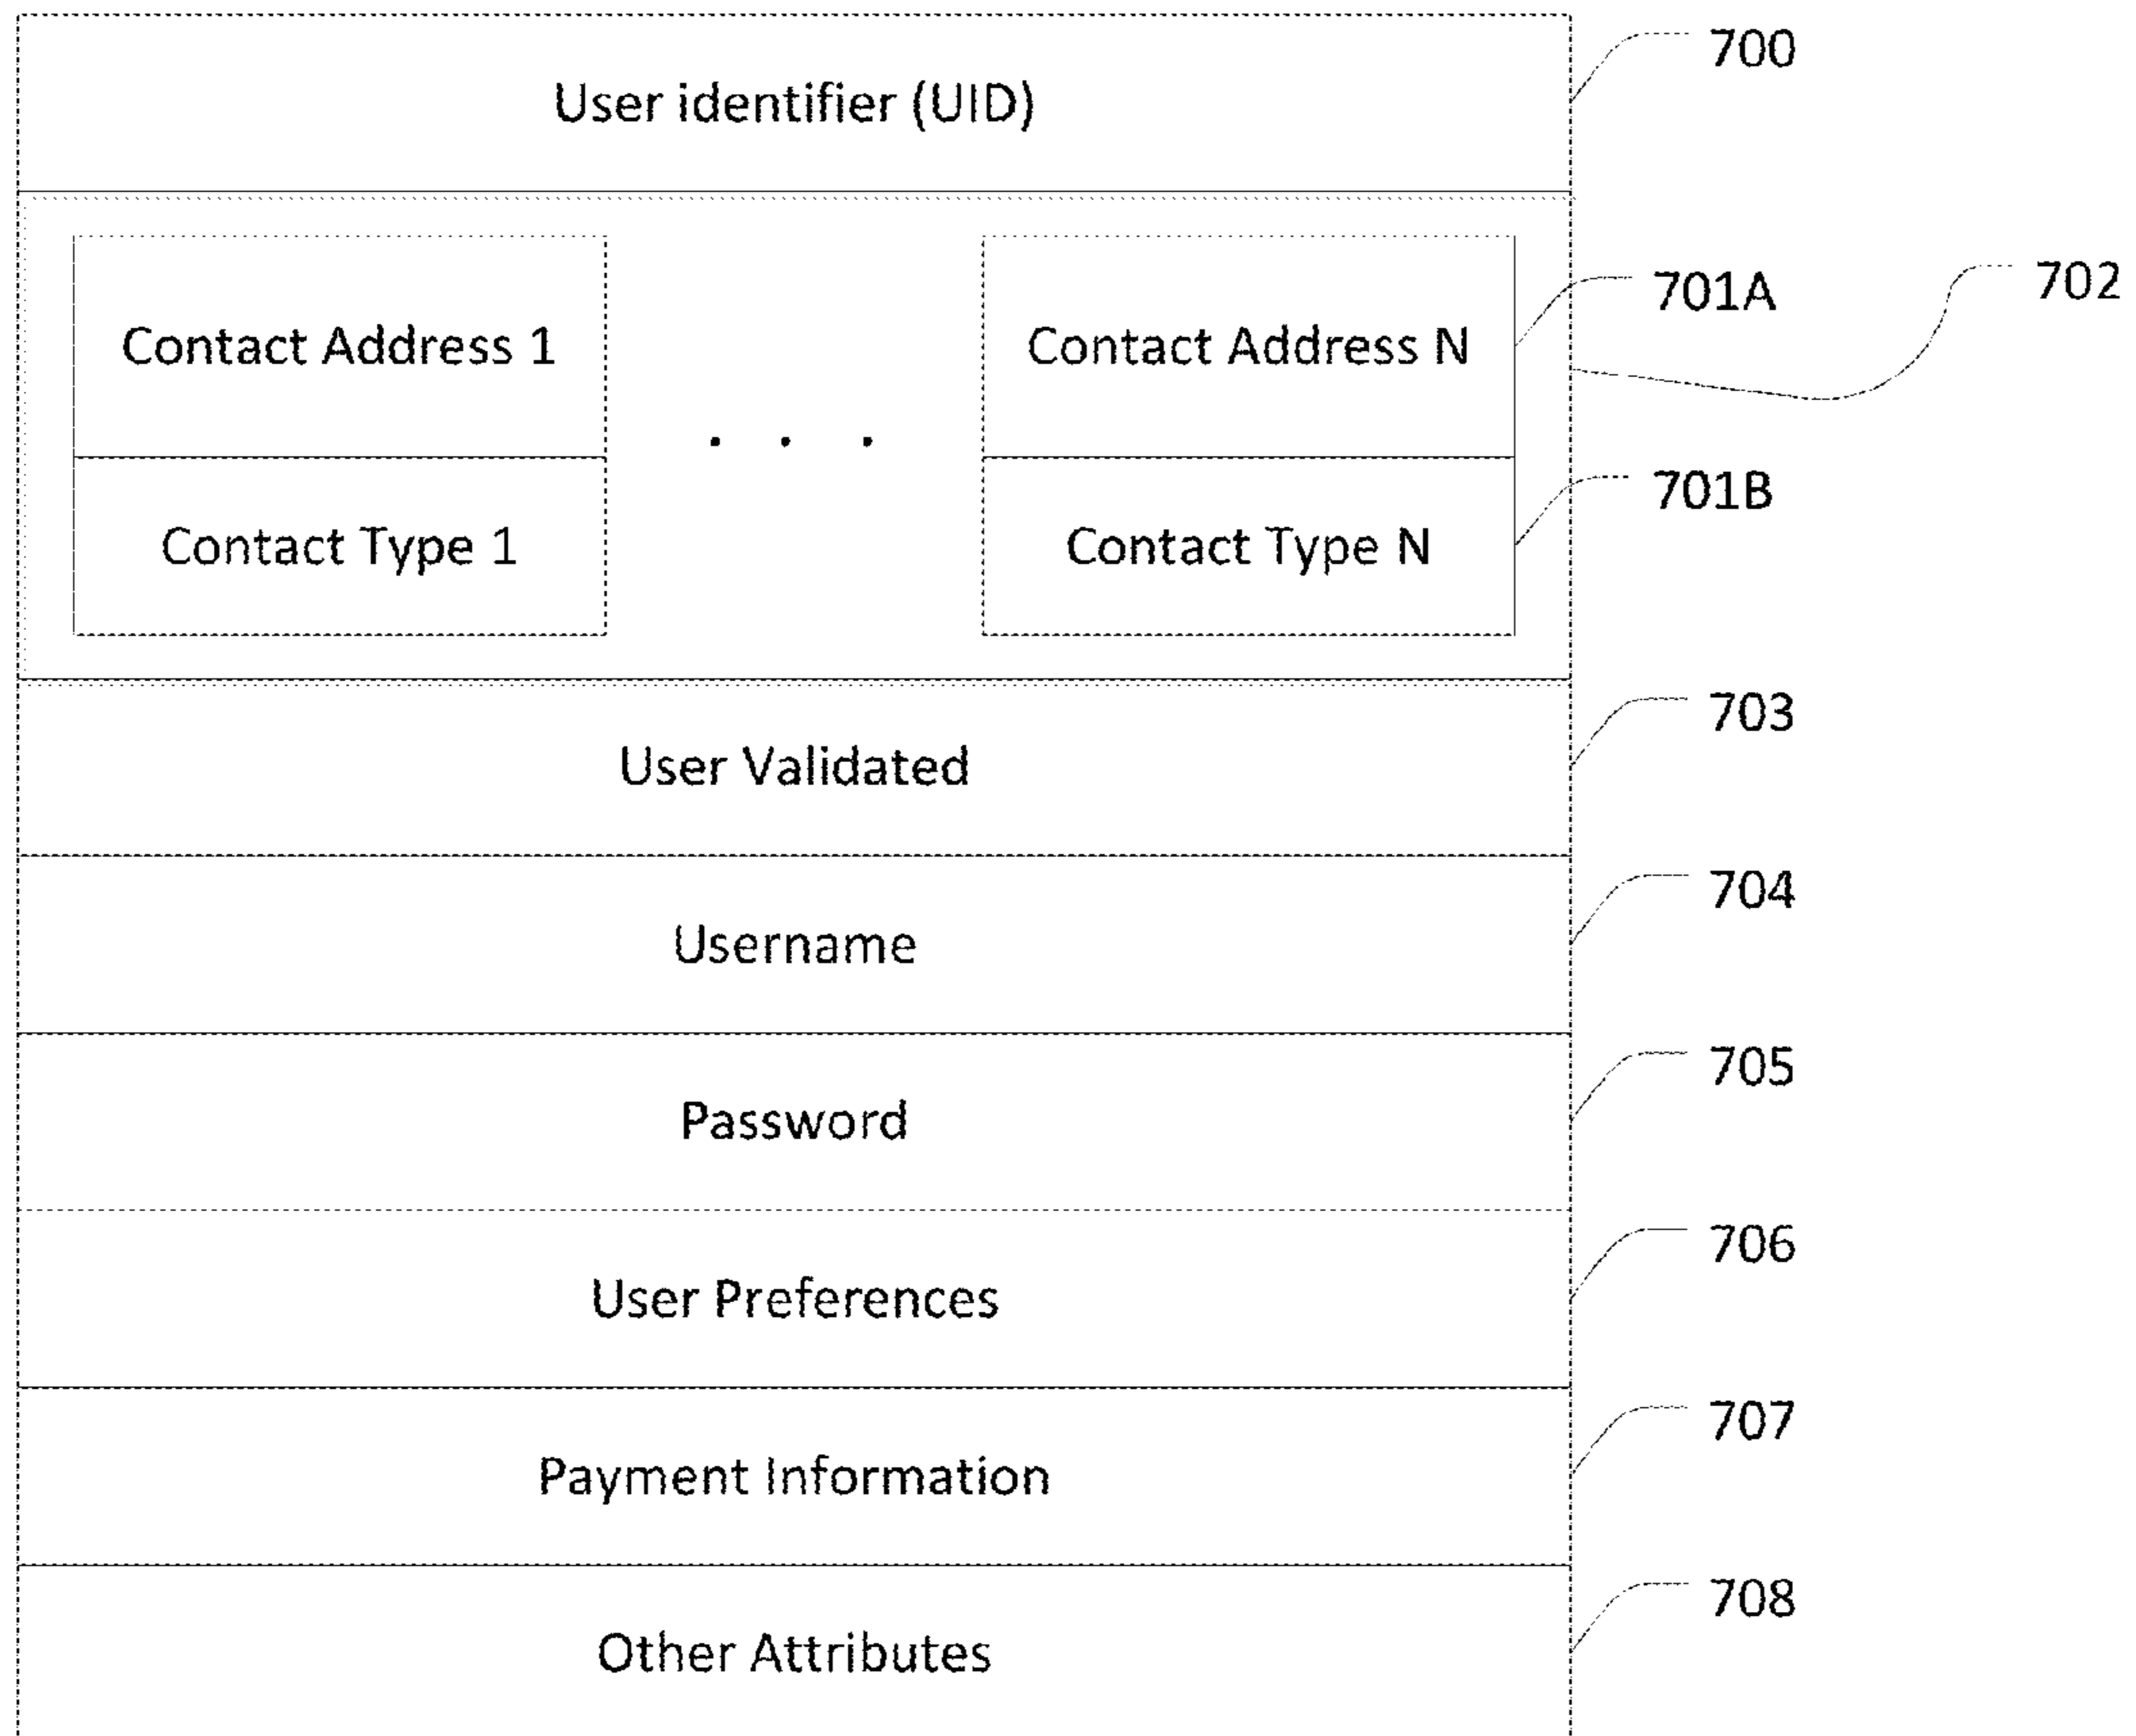 User identifier (UID)
700
Contact Address 1
Contact Address N
701A
702
. . .
Contact Type 1
Contact Type N
701B
User Validated
703
Username
704
Password
705
User Preferences
706
Payment Information
707
Other Attributes
708